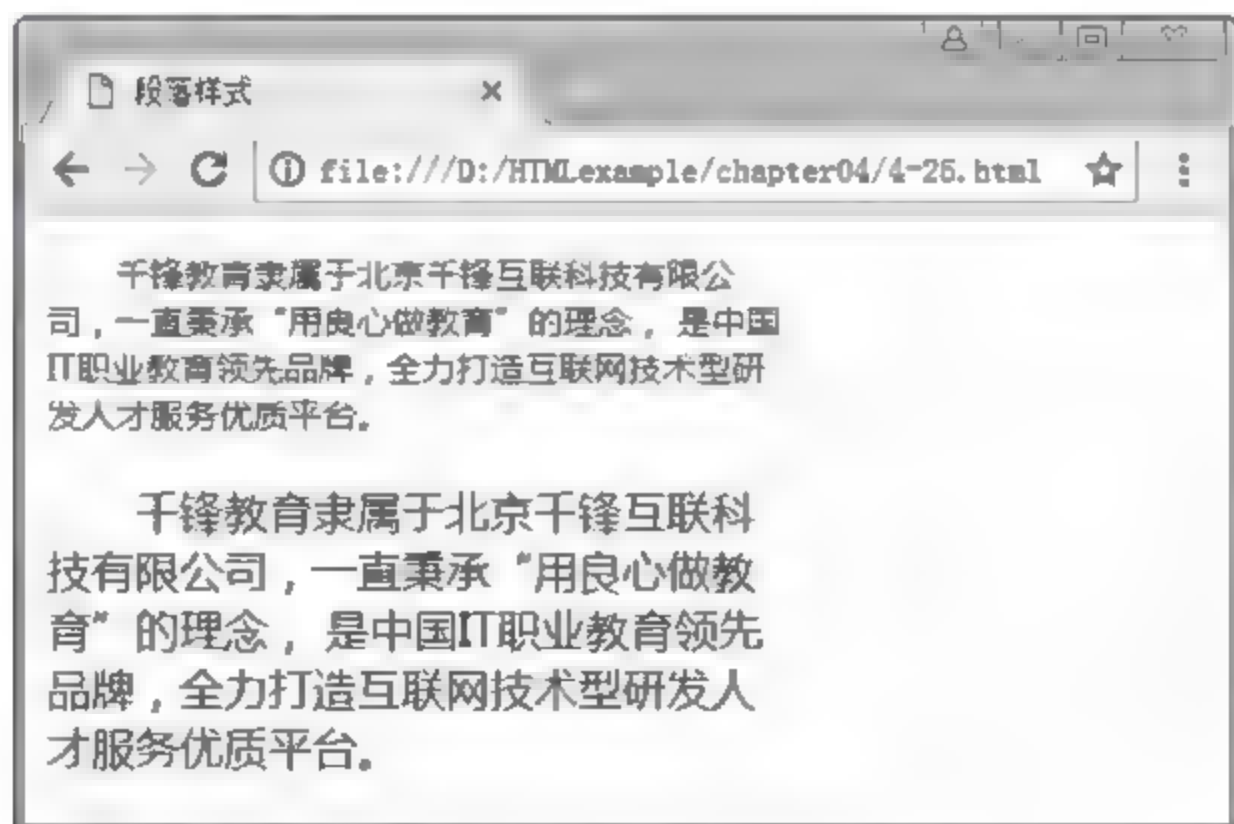 段落样式
file:///D:/HTMLexample/chapter04/4-26.html
千锋教育隶属于北京千锋互联科技有限公
司，一直秉承“用良心做教育”的理念， 是中国
IT职业教育领先品牌，全力打造互联网技术型研
发人才服务优质平台。
千锋教育隶属于北京千锋互联科
技有限公司，一直秉承“用良心做教
育”的理念， 是中国IT职业教育领先
品牌，全力打造互联网技术型研发人
才服务优质平台。